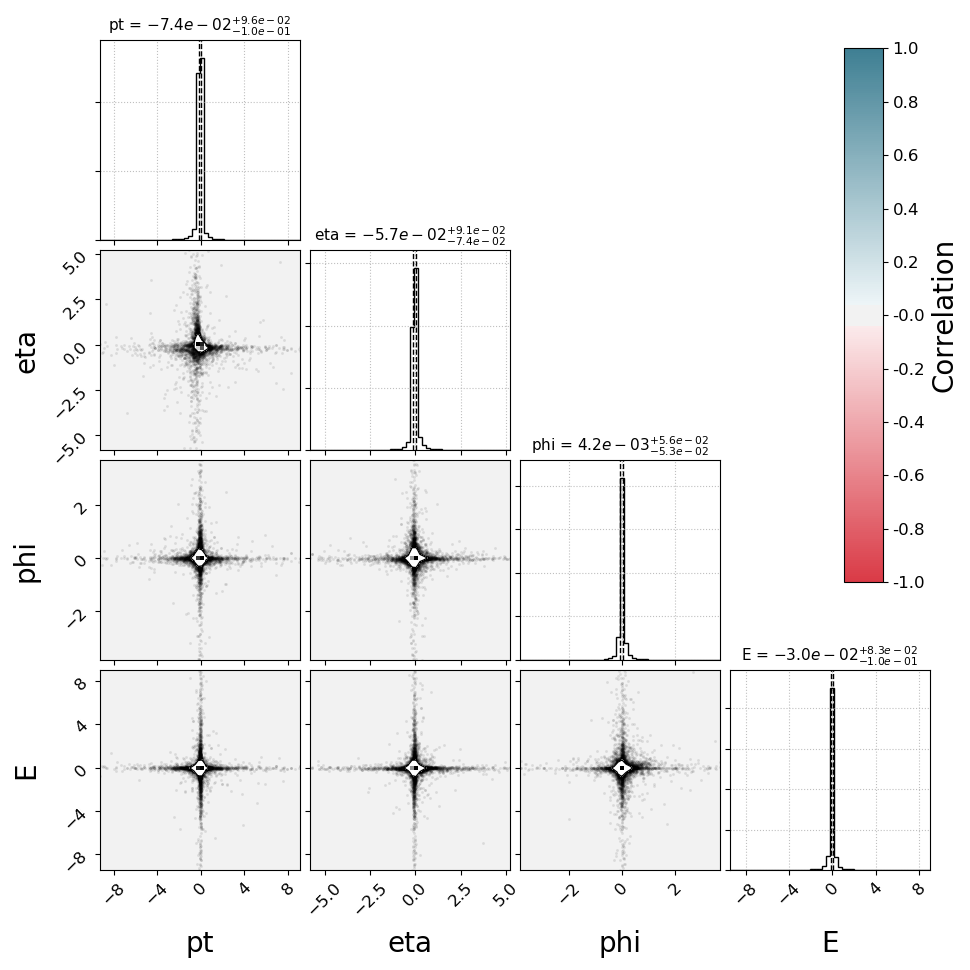 pt = −7.4e − 02 +9.6e−02 −1.0e−01
1.0
0.8
0.6
0.4
0.2
-0.0
-0.2
-0.4
-0.6
-0.8
-1.0
Correlation
eta = −5.7e − 02 +9.1e−02 −7.4e−02
5.0
2.5
0.0
−2.5
−5.0
eta
phi = 4.2e − 03 +5.6e−02 −5.3e−02
2
0
−2
phi
E = −3.0e − 02 +8.3e−02 −1.0e−01
8
4
0
−4
−8
E
−8 −4 0 4 8
−5.0 −2.5 0.0 2.5 5.0
−2 0 2
−8 −4 0 4 8
pt eta phi E